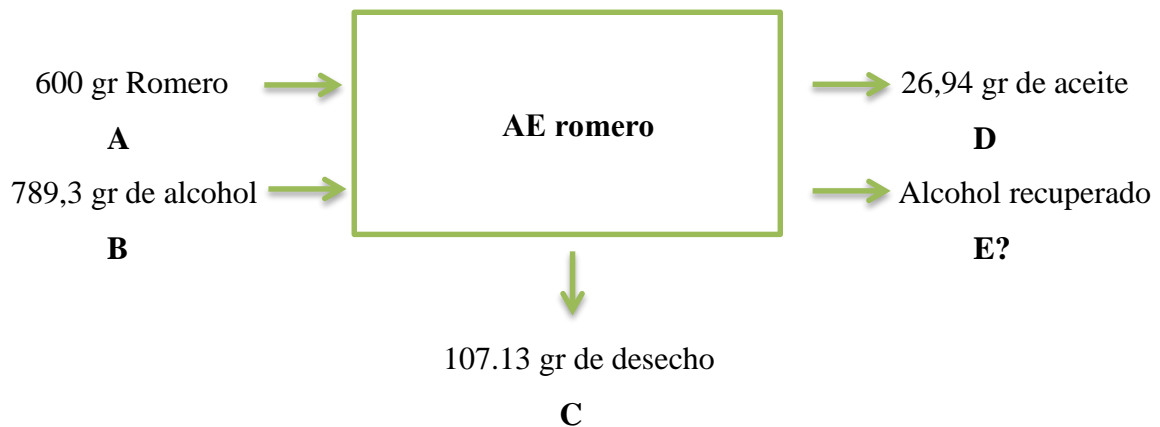 600 gr Romero
A
789,3 gr de alcohol
B
AE romero
26,94 gr de aceite
D
Alcohol recuperado
E?
107.13 gr de desecho
C